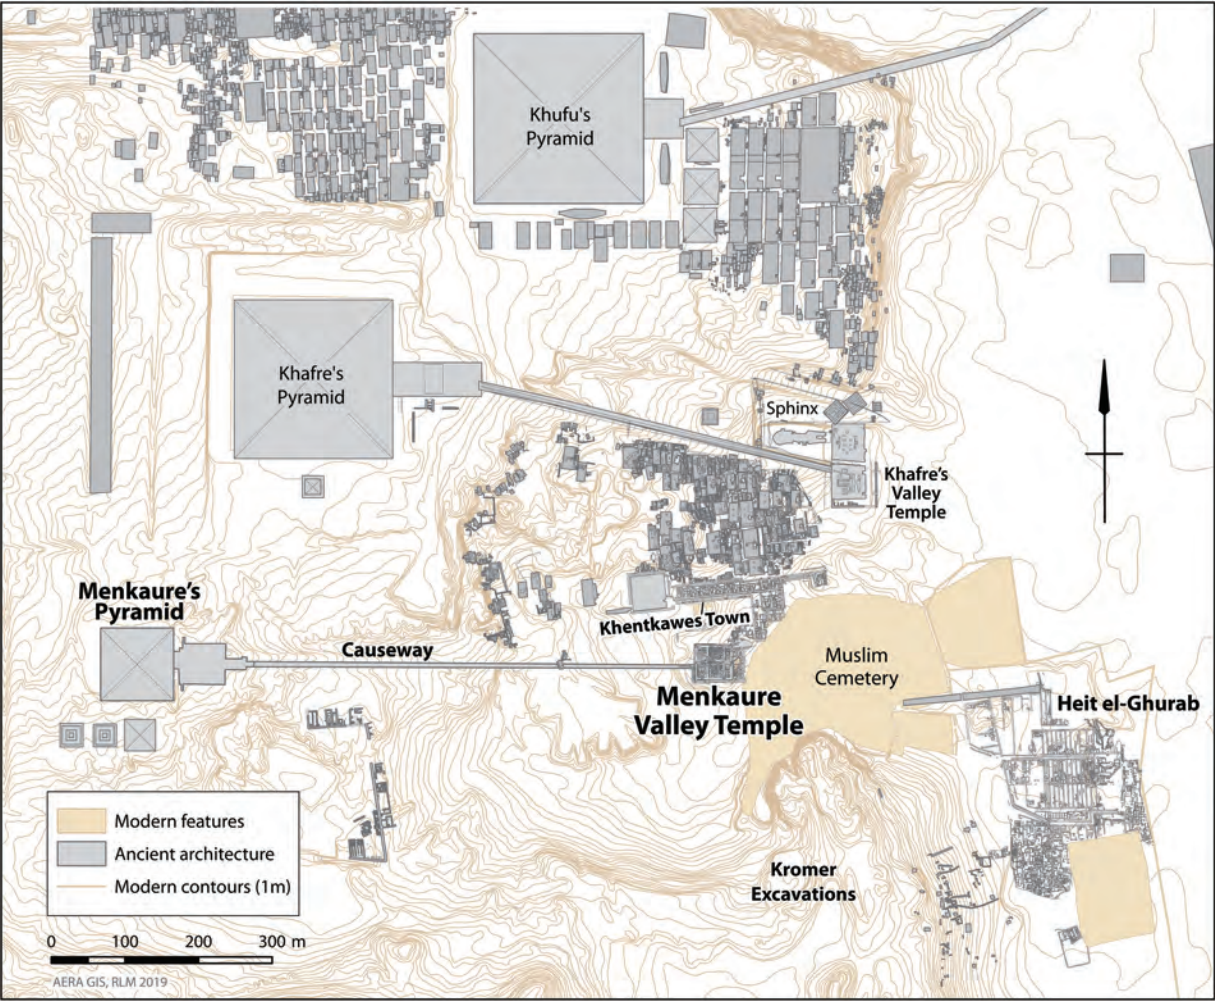 Khufu's
Pyramid
Khafre's
Pyramid
Sphinx
Khafre's
Valley
Temple
Menkaure's
Pyramid
Khentkawes Town
Causeway
Muslim
Cemetery
Menkaure
Valley Temple
Heit el-Ghurab
Modern features
Ancient architecture
Modern contours (1m)
Kromer
Excavations
0 100 200 300 m
AERA GIS, RLM 2019